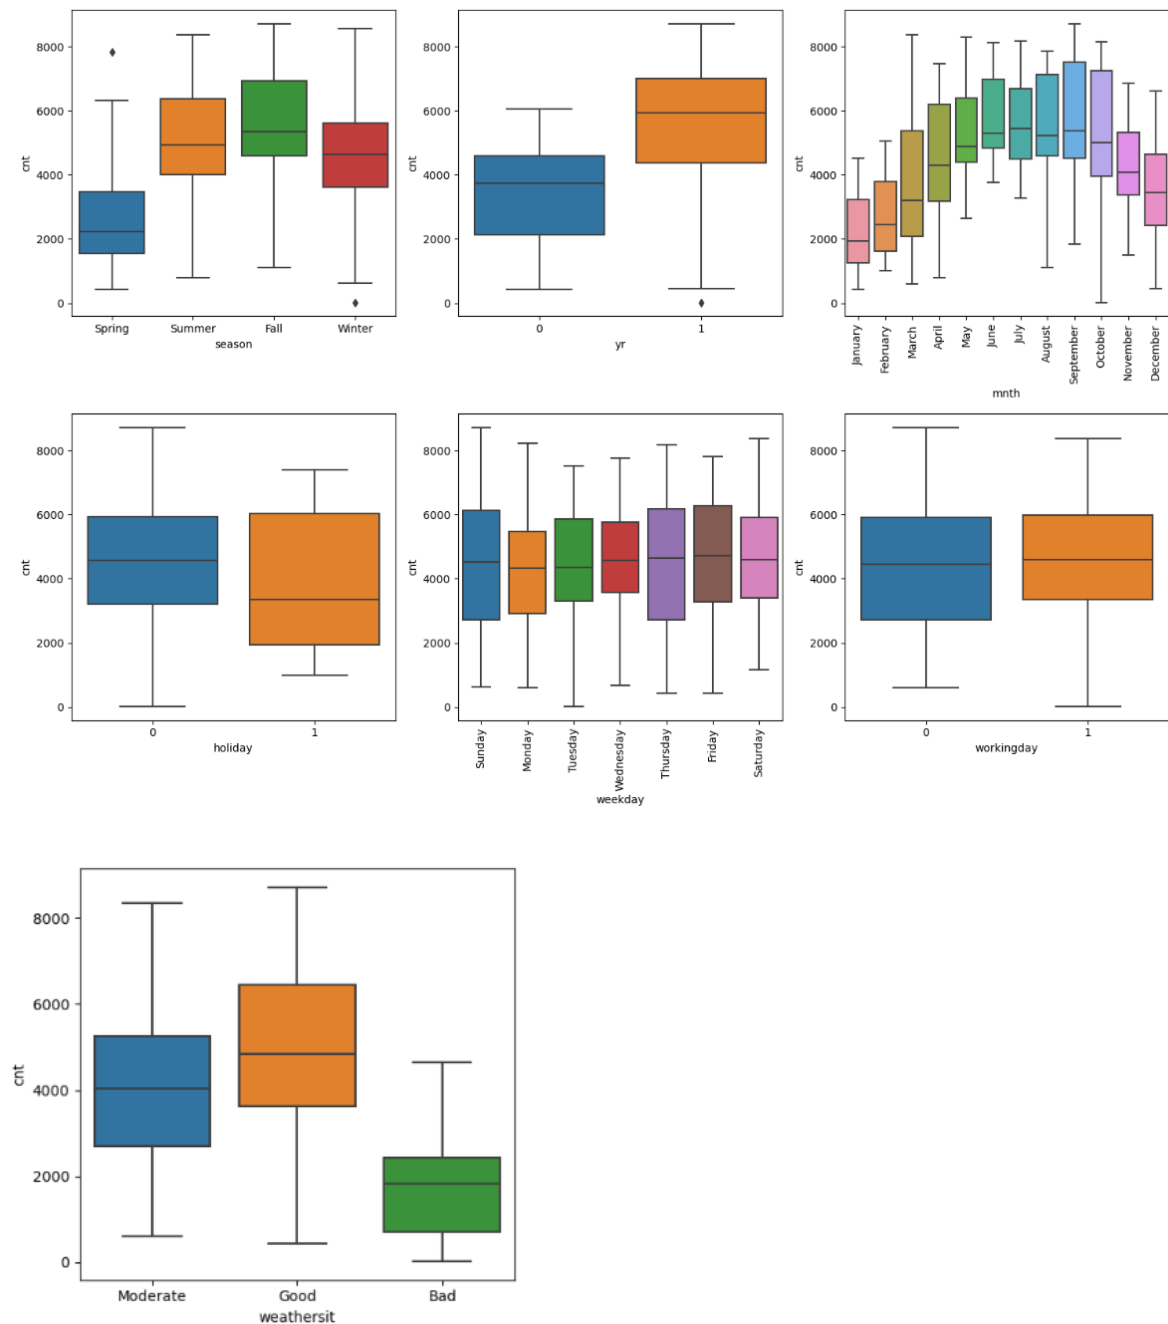 8000
6000
4000
2000
0
cnt
Spring Summer Fall Winter
season
8000
6000
4000
2000
0
cnt
0 1
yr
8000
6000
4000
2000
0
cnt
January February March April May June July August September October November December
mnth
8000
6000
4000
2000
0
cnt
0 1
holiday
8000
6000
4000
2000
0
cnt
Sunday Monday Tuesday Wednesday Thursday Friday Saturday
weekday
8000
6000
4000
2000
0
cnt
0 1
workingday
8000
6000
4000
2000
0
cnt
Moderate Good Bad
weathersit